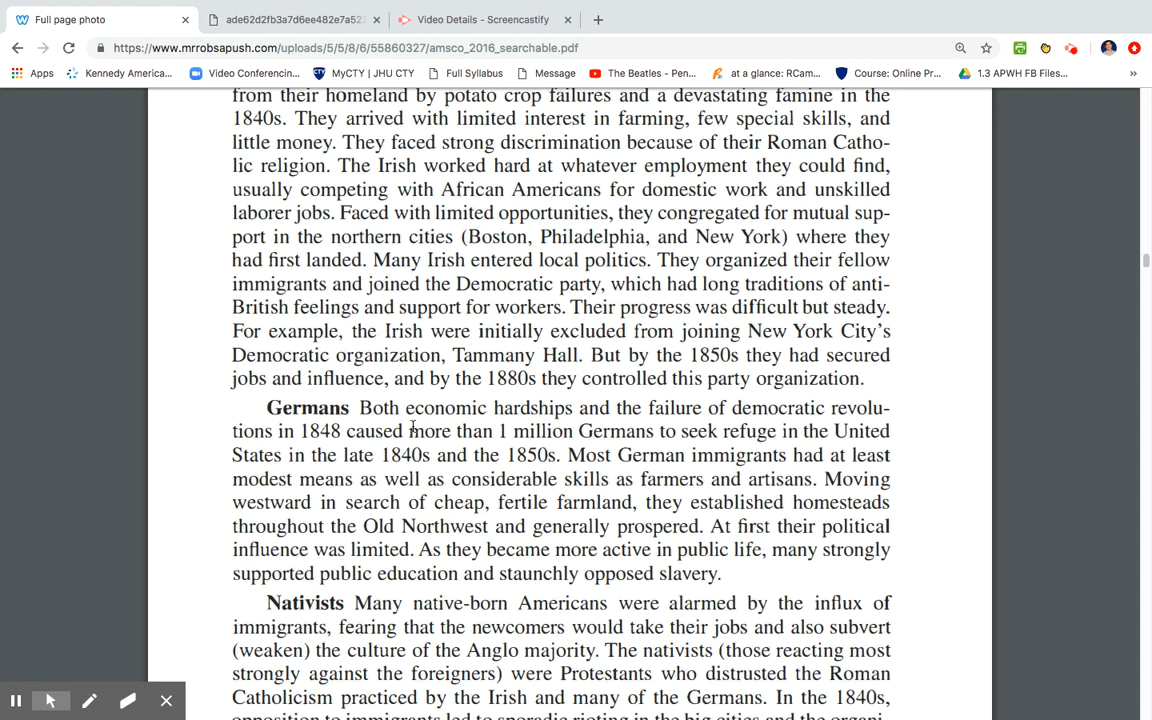 Full page photo
ade62d2fb3a7d6ee482e7a522
Video Details - Screencastify
https://www.mrrobsapush.com/uploads/5/5/8/6/55860327/amsco_2016_searchable.pdf
Apps
Kennedy America...
Video Conferencin...
CTY
MyCTY | JHU CTY
Full Syllabus
Message
The Beatles - Pen...
at a glance: RCam...
Course: Online Pr...
1.3 APWH FB Files...
»
from their homeland by potato crop failures and a devastating famine in the
1840s. They arrived with limited interest in farming, few special skills, and
little money. They faced strong discrimination because of their Roman Catho-
lic religion. The Irish worked hard at whatever employment they could find,
usually competing with African Americans for domestic work and unskilled
laborer jobs. Faced with limited opportunities, they congregated for mutual sup-
port in the northern cities (Boston, Philadelphia, and New York) where they
had first landed. Many Irish entered local politics. They organized their fellow
immigrants and joined the Democratic party, which had long traditions of anti-
British feelings and support for workers. Their progress was difficult but steady.
For example, the Irish were initially excluded from joining New York City's
Democratic organization, Tammany Hall. But by the 1850s they had secured
jobs and influence, and by the 1880s they controlled this party organization.
Germans Both economic hardships and the failure of democratic revolu-
tions in 1848 caused more than 1 million Germans to seek refuge in the United
States in the late 1840s and the 1850s. Most German immigrants had at least
modest means as well as considerable skills as farmers and artisans. Moving
westward in search of cheap, fertile farmland, they established homesteads
throughout the Old Northwest and generally prospered. At first their political
influence was limited. As they became more active in public life, many strongly
supported public education and staunchly opposed slavery.
Nativists Many native-born Americans were alarmed by the influx of
immigrants, fearing that the newcomers would take their jobs and also subvert
(weaken) the culture of the Anglo majority. The nativists (those reacting most
strongly against the foreigners) were Protestants who distrusted the Roman
Catholicism practiced by the Irish and many of the Germans. In the 1840s,
opposition to immigrants led to sporadic rioting in the big cities and the organi-